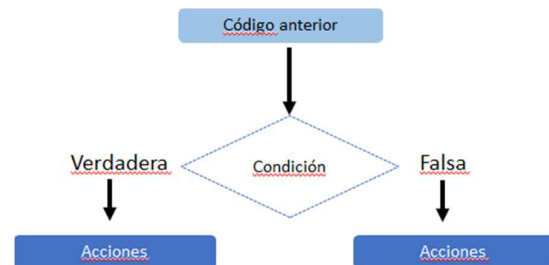 Código anterior
Verdadera
Condición
Falsa
Acciones
Acciones